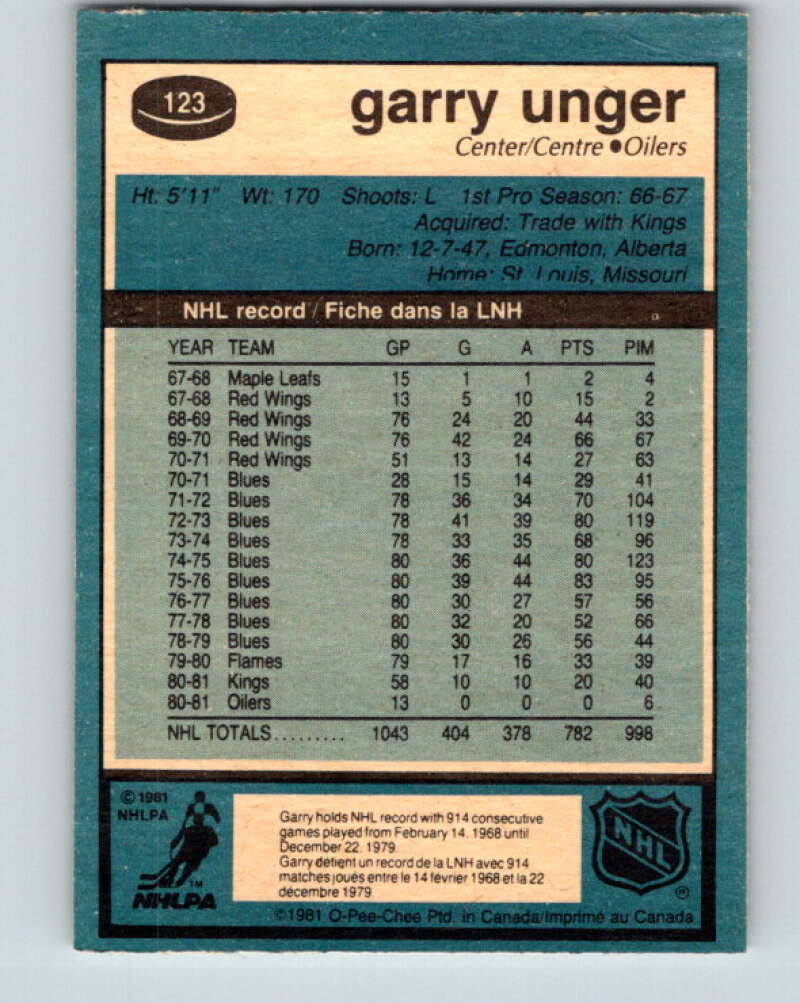 123
garry unger
Center/Centre ● Oilers
Ht: 5'11" Wt: 170 Shoots: L 1st Pro Season: 66-67
Acquired: Trade with Kings
Born: 12-7-47, Edmonton, Alberta
Home: St. Louis, Missouri
NHL record / Fiche dans la LNH
YEAR TEAM GP G A PTS PIM
67-68 Maple Leafs 15 1 1 2 4
67-68 Red Wings 13 5 10 15 2
68-69 Red Wings 76 24 20 44 33
69-70 Red Wings 76 42 24 66 67
70-71 Red Wings 51 13 14 27 63
70-71 Blues 28 15 14 29 41
71-72 Blues 78 36 34 70 104
72-73 Blues 78 41 39 80 119
73-74 Blues 78 33 35 68 96
74-75 Blues 80 36 44 80 123
75-76 Blues 80 39 44 83 95
76-77 Blues 80 30 27 57 56
77-78 Blues 80 32 20 52 66
78-79 Blues 80 30 26 56 44
79-80 Flames 79 17 16 33 39
80-81 Kings 58 10 10 20 40
80-81 Oilers 13 0 0 0 6
NHL TOTALS......... 1043 404 378 782 998
© 1981
NHLPA
TM
NHLPA
Garry holds NHL record with 914 consecutive
games played from February 14, 1968 until
December 22, 1979
Garry détient un record de la LNH avec 914
matches joués entre le 14 février 1968 et la 22
décembre 1979
NHL
®
©1981 O-Pee-Chee Ptd. in Canada/Imprimé au Canada